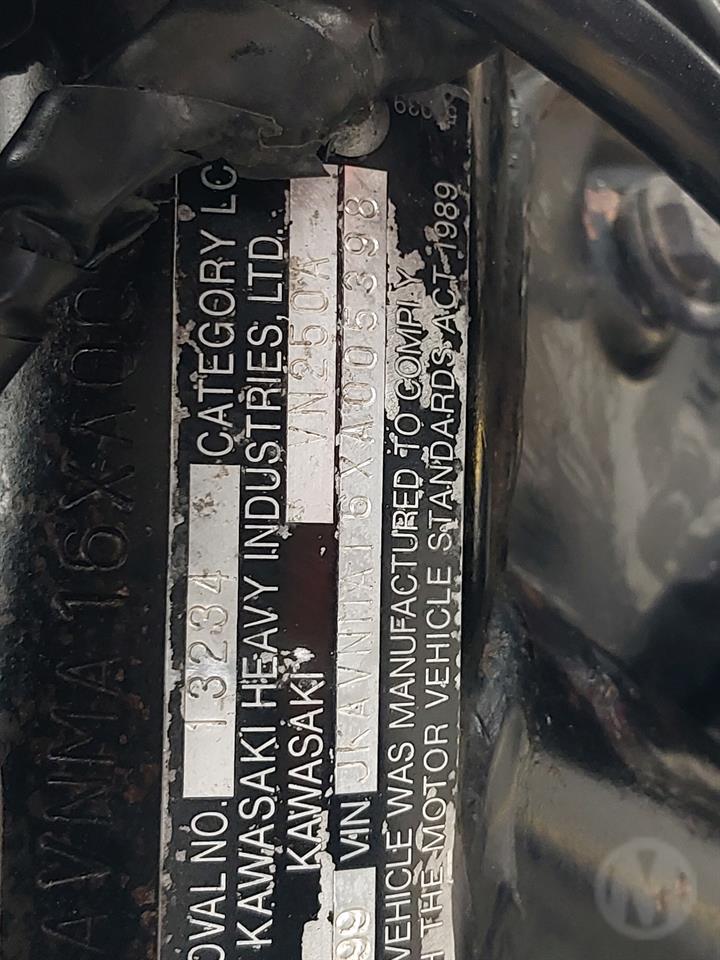 AVNMA16XA00
OVAL NO. 13234 CATEGORY LC
KAWASAKI HEAVY INDUSTRIES, LTD.
KAWASAKI VN250A
99 VIN JKAVNMA16XA005398
VEHICLE WAS MANUFACTURED TO COMPLY
H THE MOTOR VEHICLE STANDARDS ACT 1989